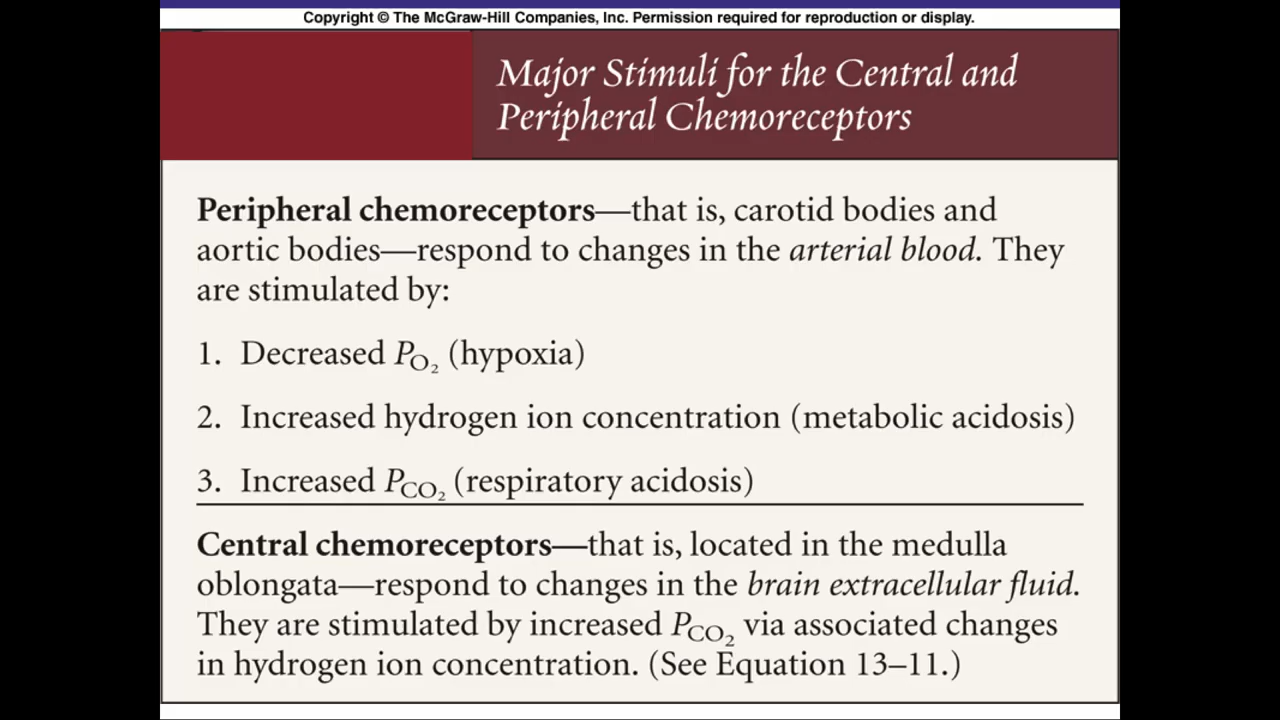 Copyright © The McGraw-Hill Companies, Inc. Permission required for reproduction or display.
Major Stimuli for the Central and
Peripheral Chemoreceptors
Peripheral chemoreceptors—that is, carotid bodies and
aortic bodies—respond to changes in the arterial blood. They
are stimulated by:
1. Decreased PO₂ (hypoxia)
2. Increased hydrogen ion concentration (metabolic acidosis)
3. Increased PCO₂ (respiratory acidosis)
Central chemoreceptors—that is, located in the medulla
oblongata—respond to changes in the brain extracellular fluid.
They are stimulated by increased PCO₂ via associated changes
in hydrogen ion concentration. (See Equation 13–11.)